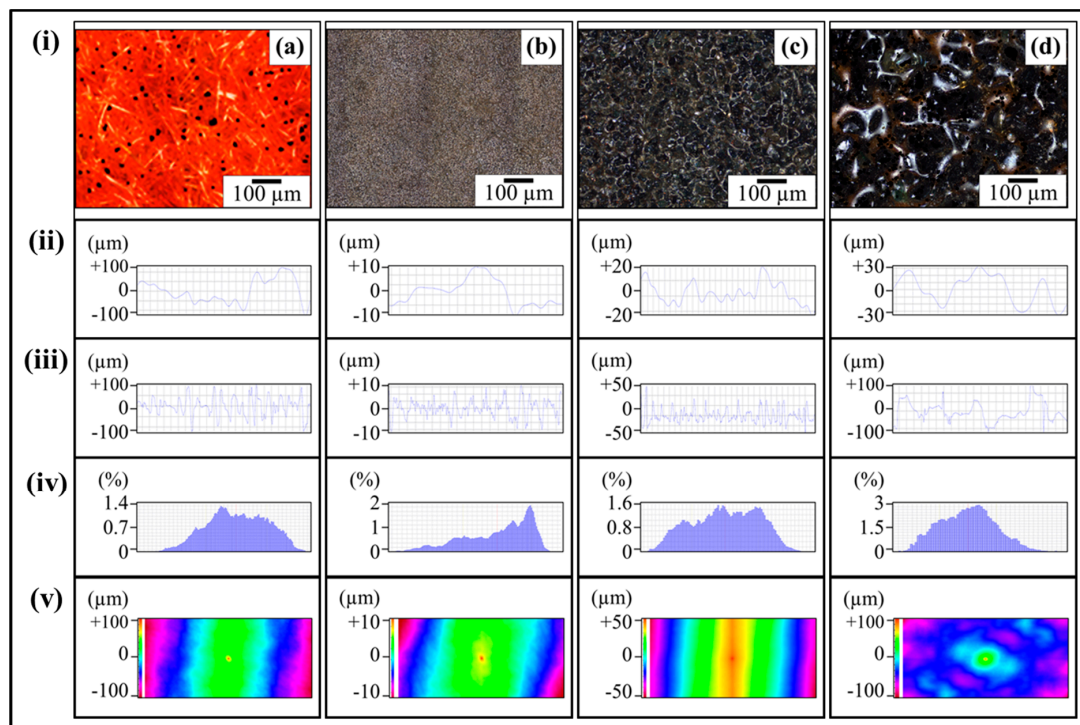 (i) (a) (b) (c) (d)
100 µm 100 µm 100 µm 100 µm
(ii) (µm) (µm) (µm) (µm)
+100 +10 +20 +30
0 0 0 0
-100 -10 -20 -30
(iii) (µm) (µm) (µm) (µm)
+100 +10 +50 +100
0 0 0 0
-100 -10 -50 -100
(iv) (%) (%) (%) (%)
1.4 2 1.6 3
0.7 1 0.8 1.5
0 0 0 0
(v) (µm) (µm) (µm) (µm)
+100 +10 +50 +100
0 0 0 0
-100 -10 -50 -100